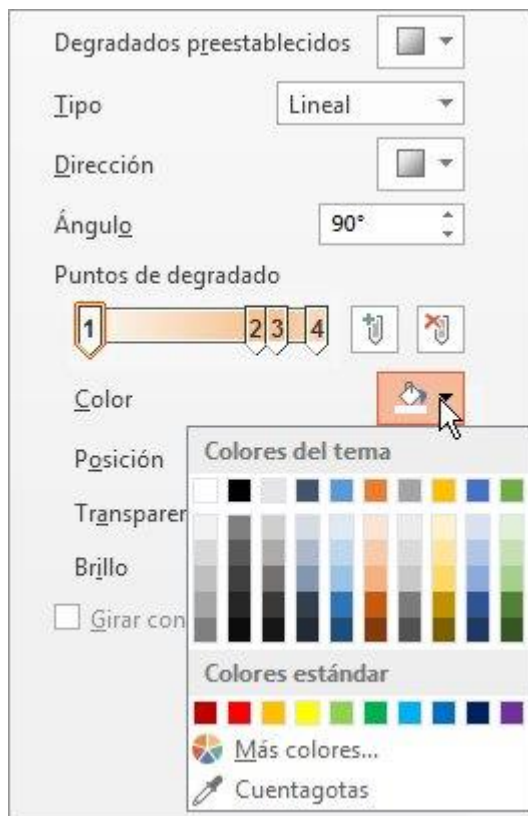 Degradados preestablecidos
Tipo Lineal
Dirección
Ángulo 90°
Puntos de degradado
1 2 3 4
Color
Colores del tema
Posición
Transparer
Brillo
Girar con
Colores estándar
Más colores...
Cuentagotas